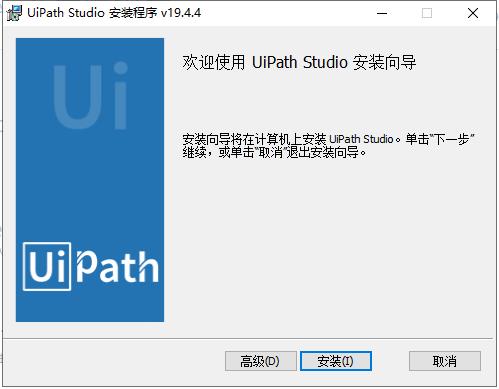 UiPath Studio 安装程序 v19.4.4
Ui
欢迎使用 UiPath Studio 安装向导
安装向导将在计算机上安装 UiPath Studio。单击“下一步”
继续，或单击“取消”退出安装向导。
UiPath
高级(D)
安装(I)
取消